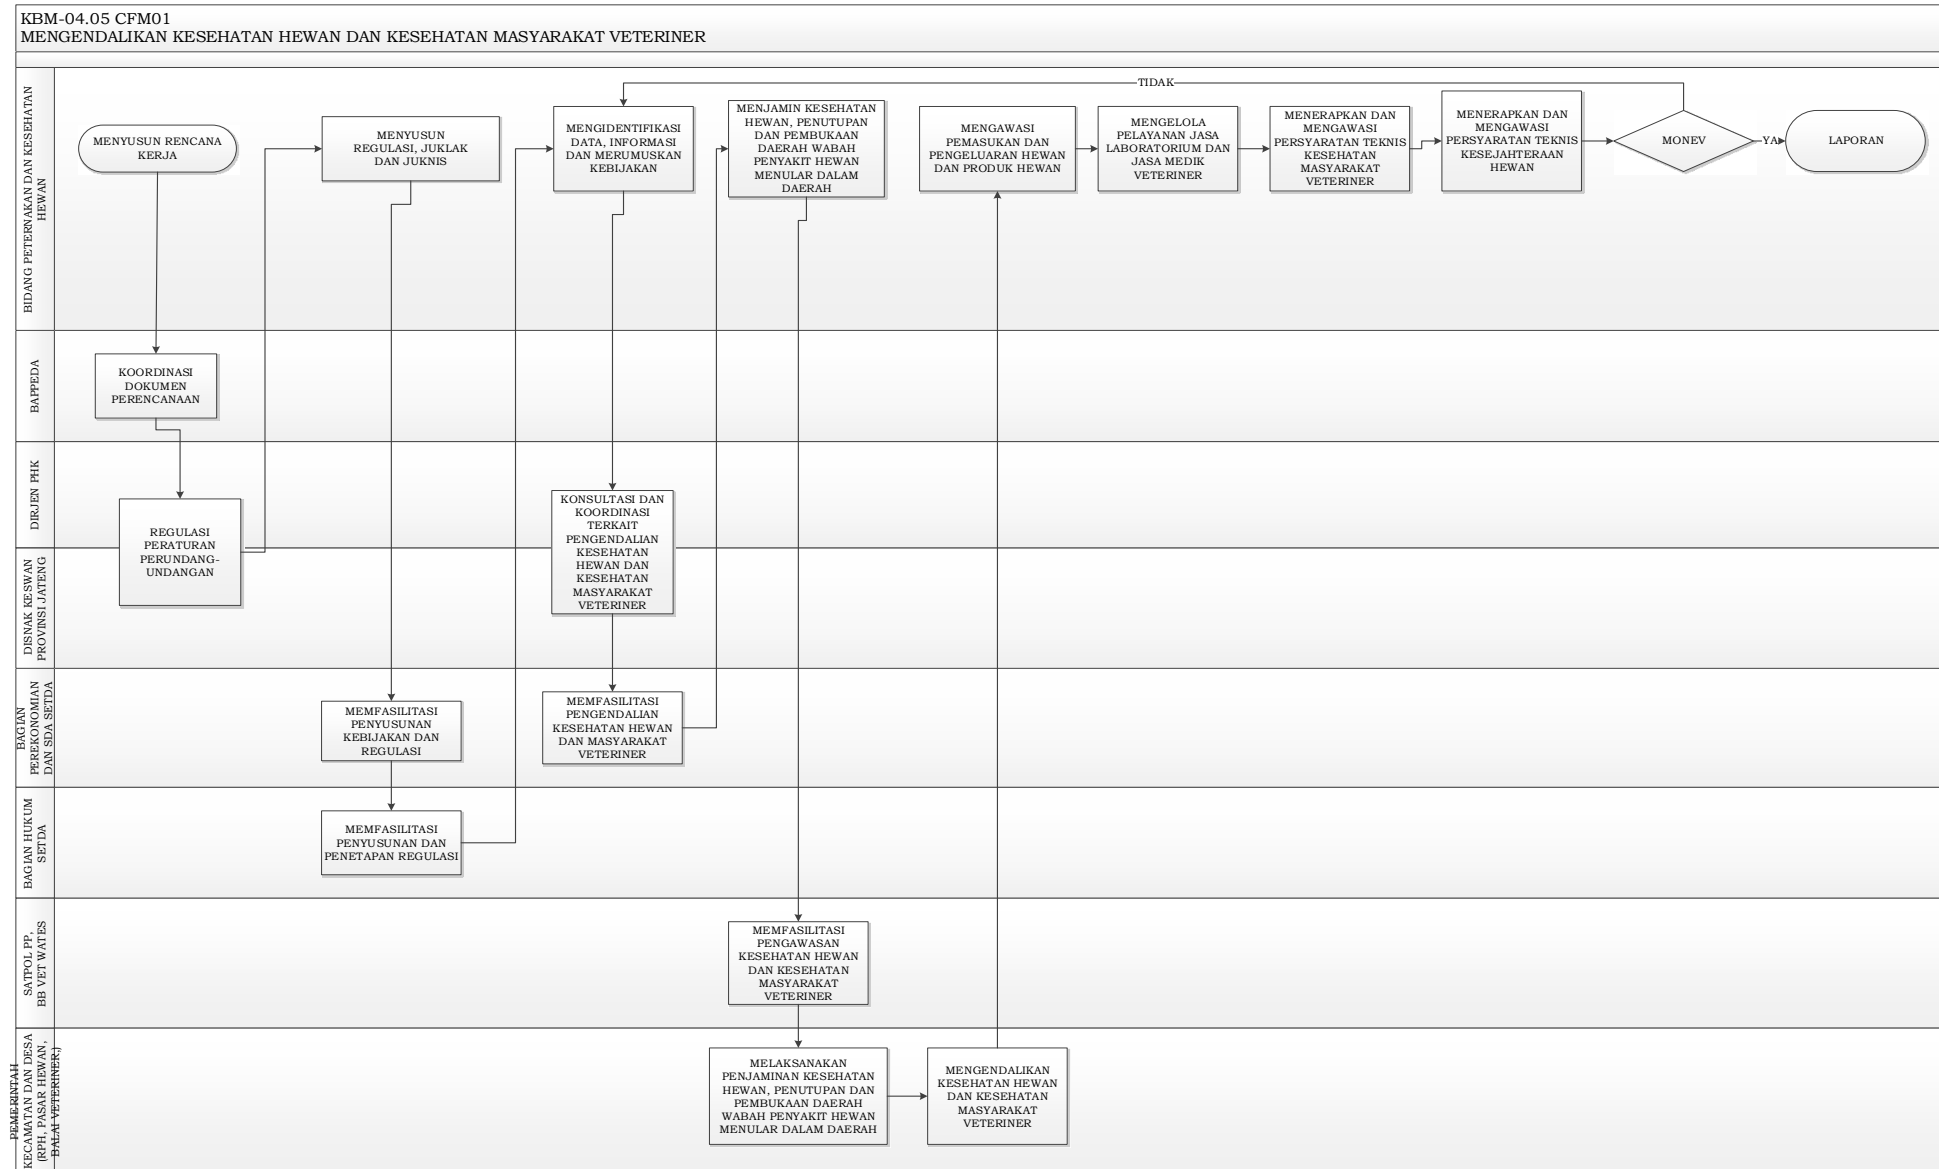 KBM-04.05 CFM01
MENGENDALIKAN KESEHATAN HEWAN DAN KESEHATAN MASYARAKAT VETERINER
BIDANG PETERNAKAN DAN KESEHATAN
HEWAN
MENYUSUN RENCANA
KERJA
MENYUSUN
REGULASI, JUKLAK
DAN JUKNIS
MENGIDENTIFIKASI
DATA, INFORMASI
DAN MERUMUSKAN
KEBIJAKAN
MENJAMIN KESEHATAN
HEWAN, PENUTUPAN
DAN PEMBUKAAN
DAERAH WABAH
PENYAKIT HEWAN
MENULAR DALAM
DAERAH
MENGAWASI
PEMASUKAN DAN
PENGELUARAN HEWAN
DAN PRODUK HEWAN
MENGELOLA
PELAYANAN JASA
LABORATORIUM DAN
JASA MEDIK
VETERINER
MENERAPKAN DAN
MENGAWASI
PERSYARATAN TEKNIS
KESEHATAN
MASYARAKAT
VETERINER
MENERAPKAN DAN
MENGAWASI
PERSYARATAN TEKNIS
KESEJAHTERAAN
HEWAN
TIDAK
MONEV
YA
LAPORAN
BAPPEDA
KOORDINASI
DOKUMEN
PERENCANAAN
DIRJEN PHK
DISNAK KESWAN
PROVINSI JATENG
REGULASI
PERATURAN
PERUNDANG-
UNDANGAN
KONSULTASI DAN
KOORDINASI
TERKAIT
PENGENDALIAN
KESEHATAN
HEWAN DAN
KESEHATAN
MASYARAKAT
VETERINER
BAGIAN
PEREKONOMIAN
DAN SDA SETDA
MEMFASILITASI
PENYUSUNAN
KEBIJAKAN DAN
REGULASI
MEMFASILITASI
PENGENDALIAN
KESEHATAN HEWAN
DAN MASYARAKAT
VETERINER
BAGIAN HUKUM
SETDA
MEMFASILITASI
PENYUSUNAN DAN
PENETAPAN REGULASI
SATPOL PP,
BB VET WATES
MEMFASILITASI
PENGAWASAN
KESEHATAN HEWAN
DAN KESEHATAN
MASYARAKAT
VETERINER
PEMERINTAH
KECAMATAN DAN DESA
(RPH, PASAR HEWAN,
BALAI VETERINER,)
MELAKSANAKAN
PENJAMINAN KESEHATAN
HEWAN, PENUTUPAN DAN
PEMBUKAAN DAERAH
WABAH PENYAKIT HEWAN
MENULAR DALAM DAERAH
MENGENDALIKAN
KESEHATAN HEWAN
DAN KESEHATAN
MASYARAKAT
VETERINER